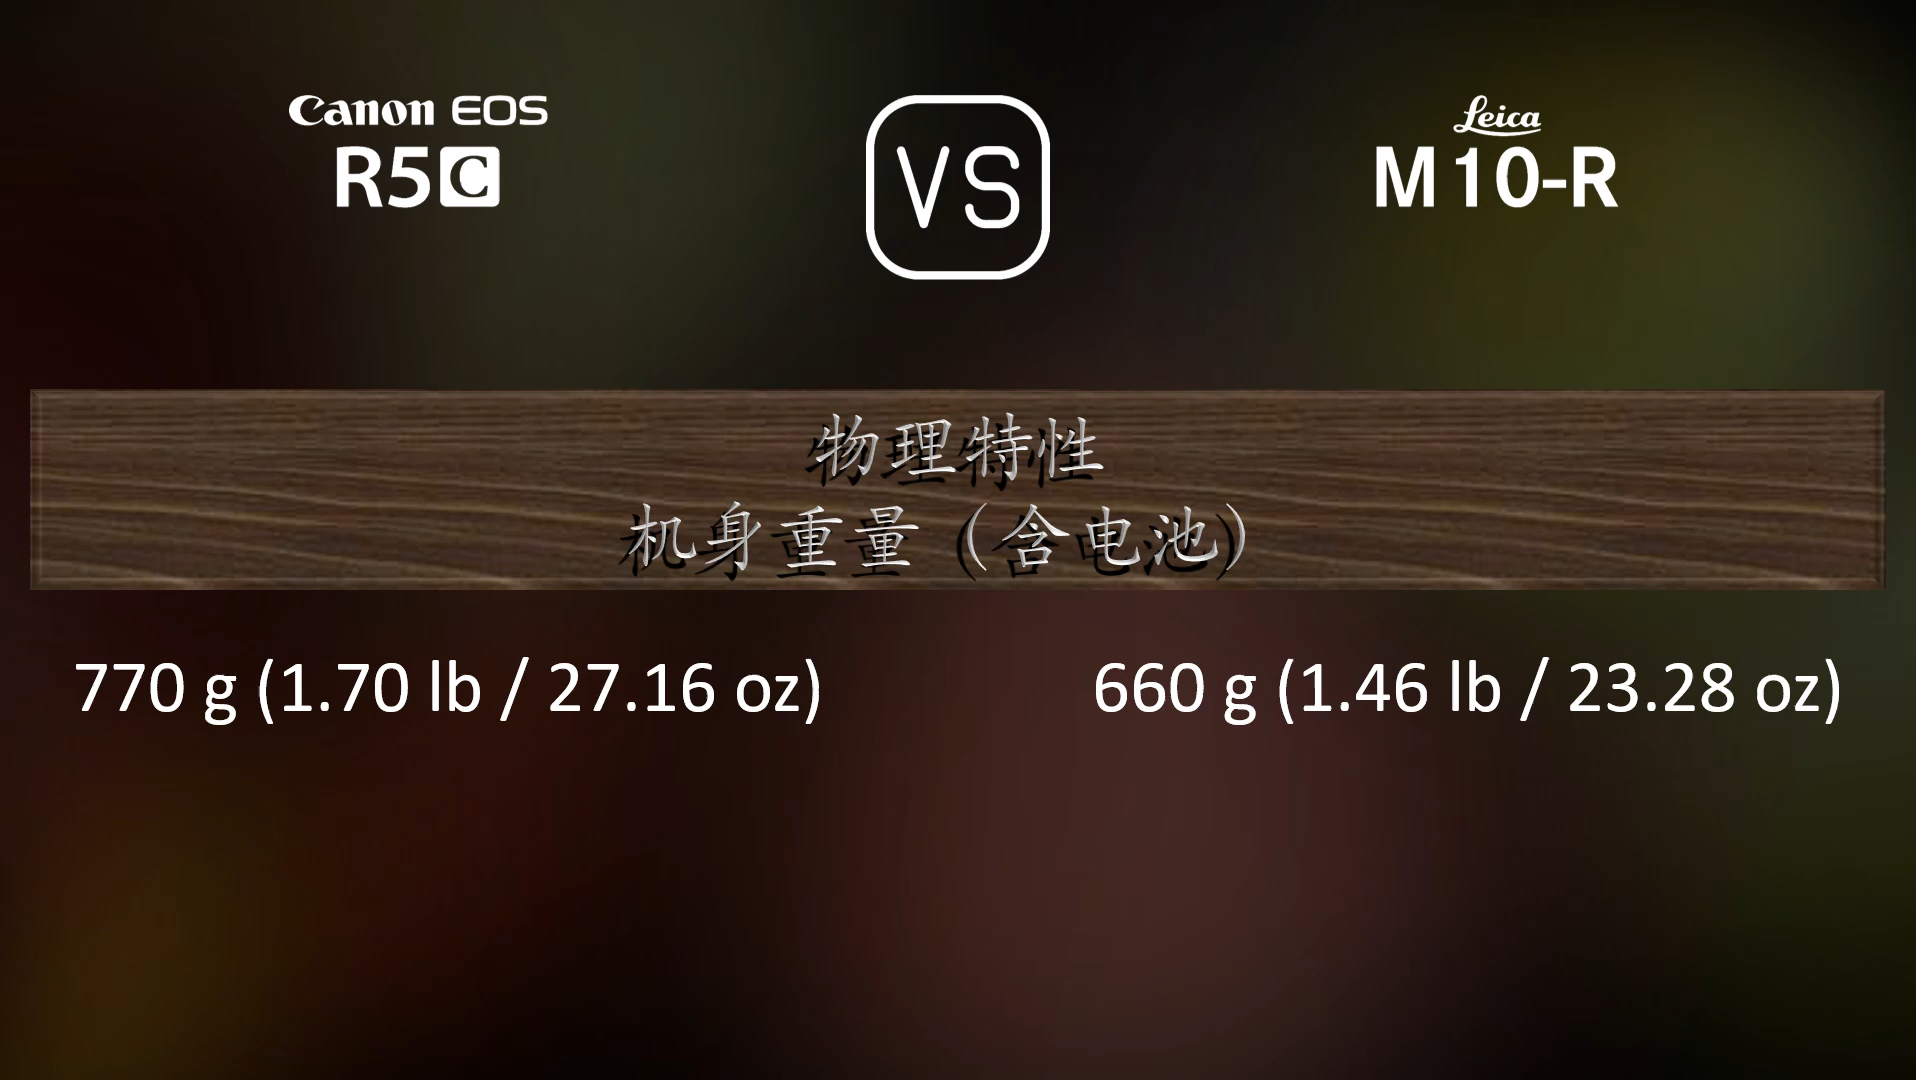 Canon EOS
R5 C
VS
Leica
M10-R
物理特性
机身重量（含电池）
770 g (1.70 lb / 27.16 oz)
660 g (1.46 lb / 23.28 oz)